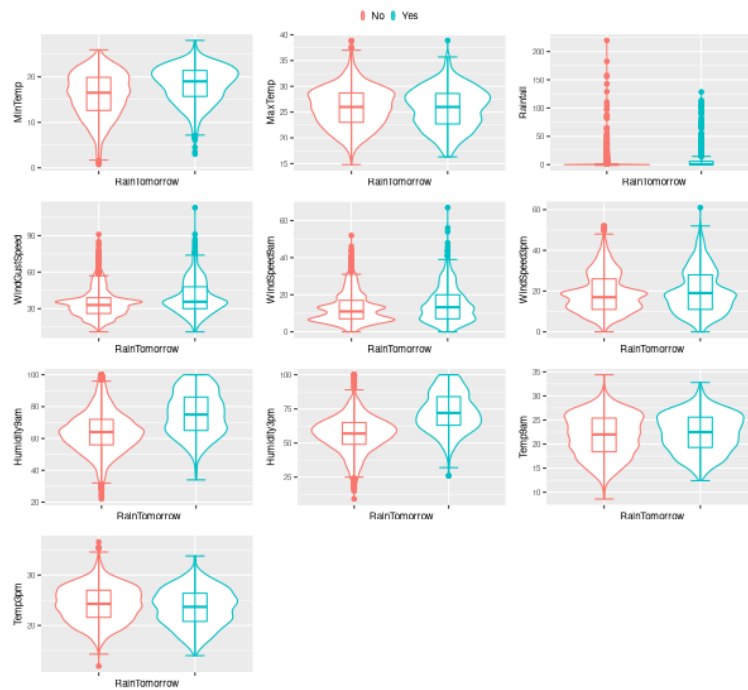 No Yes
MinTemp
20
10
0
RainTomorrow
MaxTemp
40
35
30
25
20
15
RainTomorrow
Rainfall
200
150
100
50
0
RainTomorrow
WindGustSpeed
90
60
30
RainTomorrow
WindSpeed9am
60
40
20
0
RainTomorrow
WindSpeed3pm
60
40
20
0
RainTomorrow
Humidity9am
100
80
60
40
20
RainTomorrow
Humidity3pm
100
75
50
25
RainTomorrow
Temp9am
35
30
25
20
15
10
RainTomorrow
Temp3pm
30
20
RainTomorrow